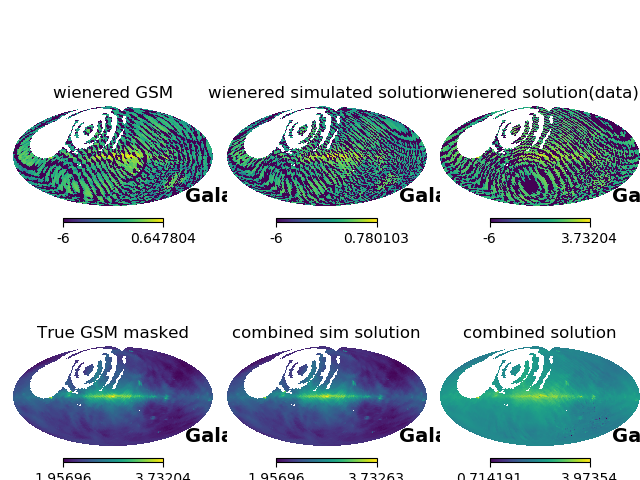 wienered GSM wienered simulated solution wienered solution(data)
Gala Gala Ga
-6 0.647804 -6 0.780103 -6 3.73204
True GSM masked combined sim solution combined solution
Gala Gala Ga
1.95696 3.73204 1.95696 3.73263 0.714191 3.97354